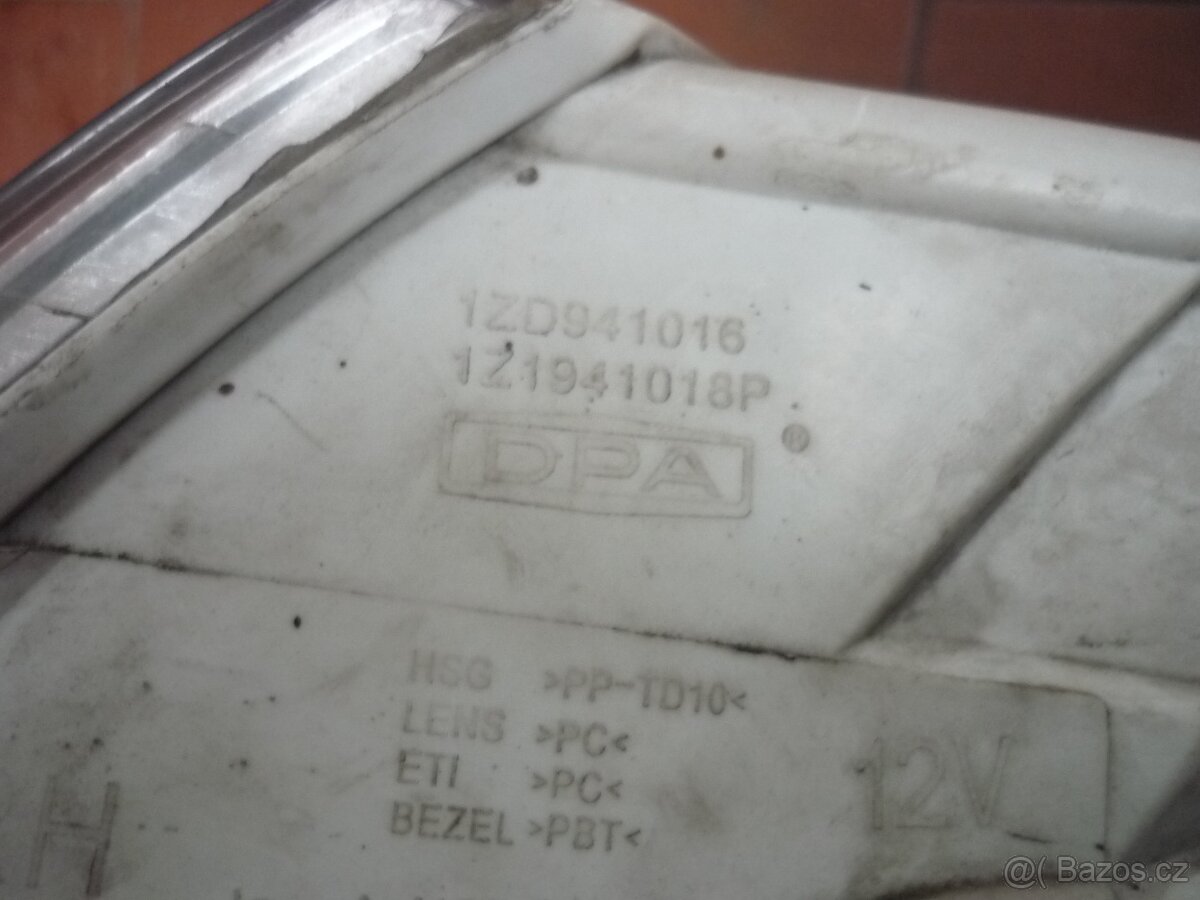 1ZD941016
1Z1941018P
DPA ®
HSG >PP-TD10<
LENS >PC<
ETI >PC<
BEZEL >PBT<
12V
H
@( Bazos.cz